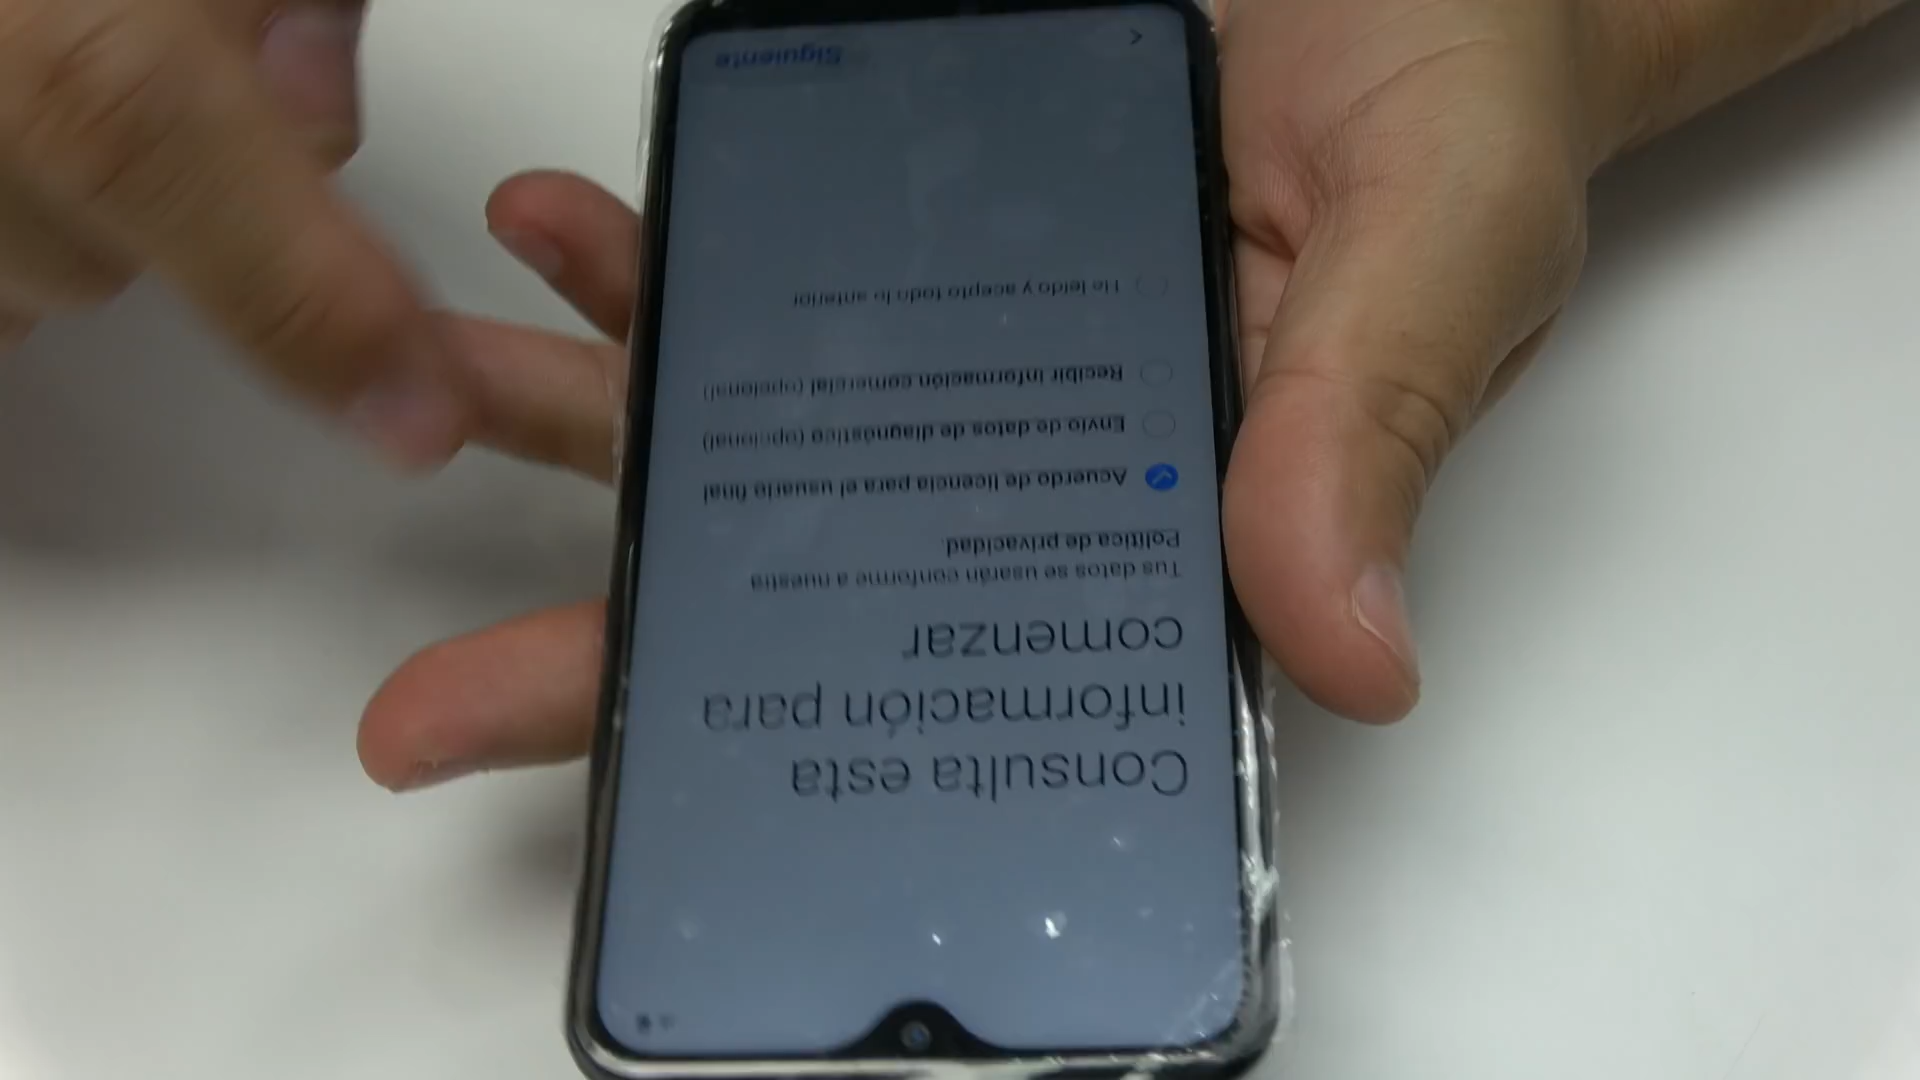 Consulta esta
información para
comenzar
Tus datos se usarán conforme a nuestra
Política de privacidad.
Acuerdo de licencia para el usuario final
Envío de datos de diagnóstico (opcional)
Recibir información comercial (opcional)
He leído y acepto todo lo anterior
Siguiente